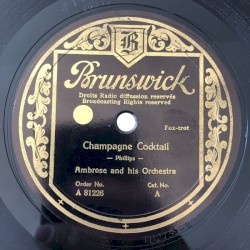 B
Brunswick
Droits Radio diffusion reservés
Broadcasting Rights reserved
Fox-trot
Champagne Cocktail
- Phillips -
Ambrose and his Orchestra
Order No. Cat. No.
A 81226 A